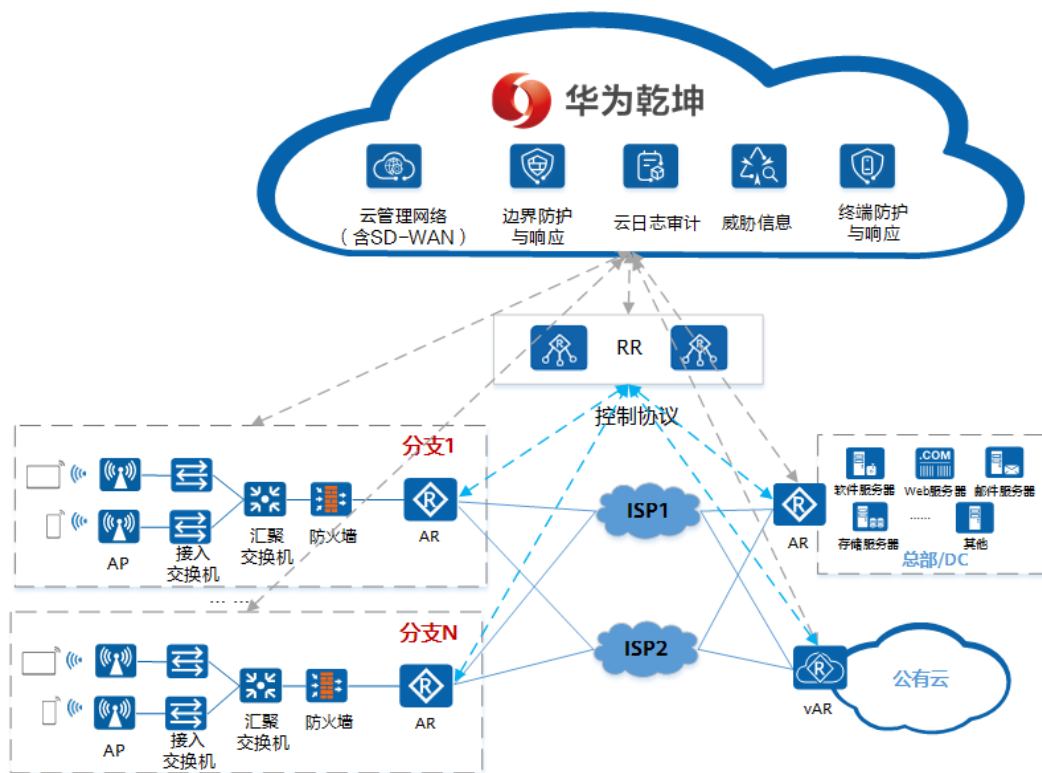 华为乾坤
云管理网络
（含SD-WAN）
边界防护
与响应
云日志审计
威胁信息
终端防护
与响应
RR
控制协议
分支1
AP
接入
交换机
汇聚
交换机
防火墙
AR
... ...
分支N
AP
接入
交换机
汇聚
交换机
防火墙
AR
ISP1
ISP2
AR
.COM
软件服务器
Web服务器
邮件服务器
存储服务器
......
其他
总部/DC
vAR
公有云